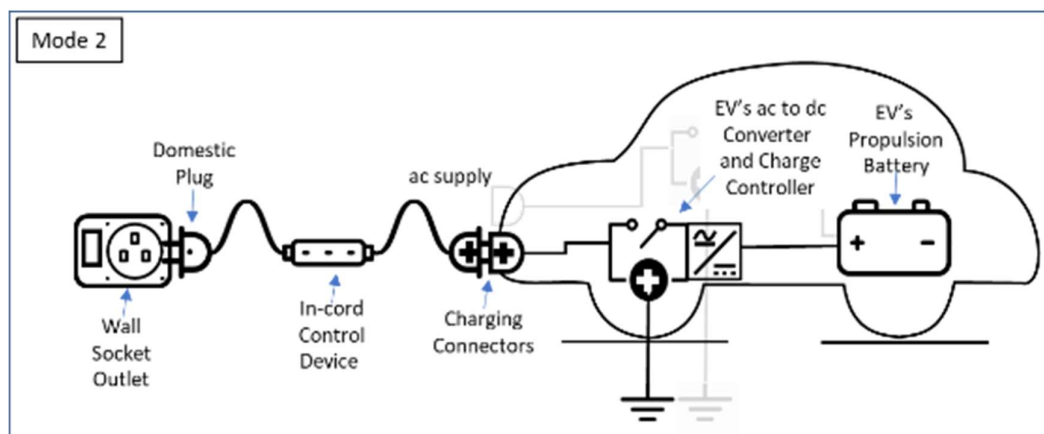 Mode 2
Domestic
Plug
ac supply
EV's ac to dc
Converter
and Charge
Controller
EV's
Propulsion
Battery
+
-
Wall
Socket
Outlet
In-cord
Control
Device
Charging
Connectors